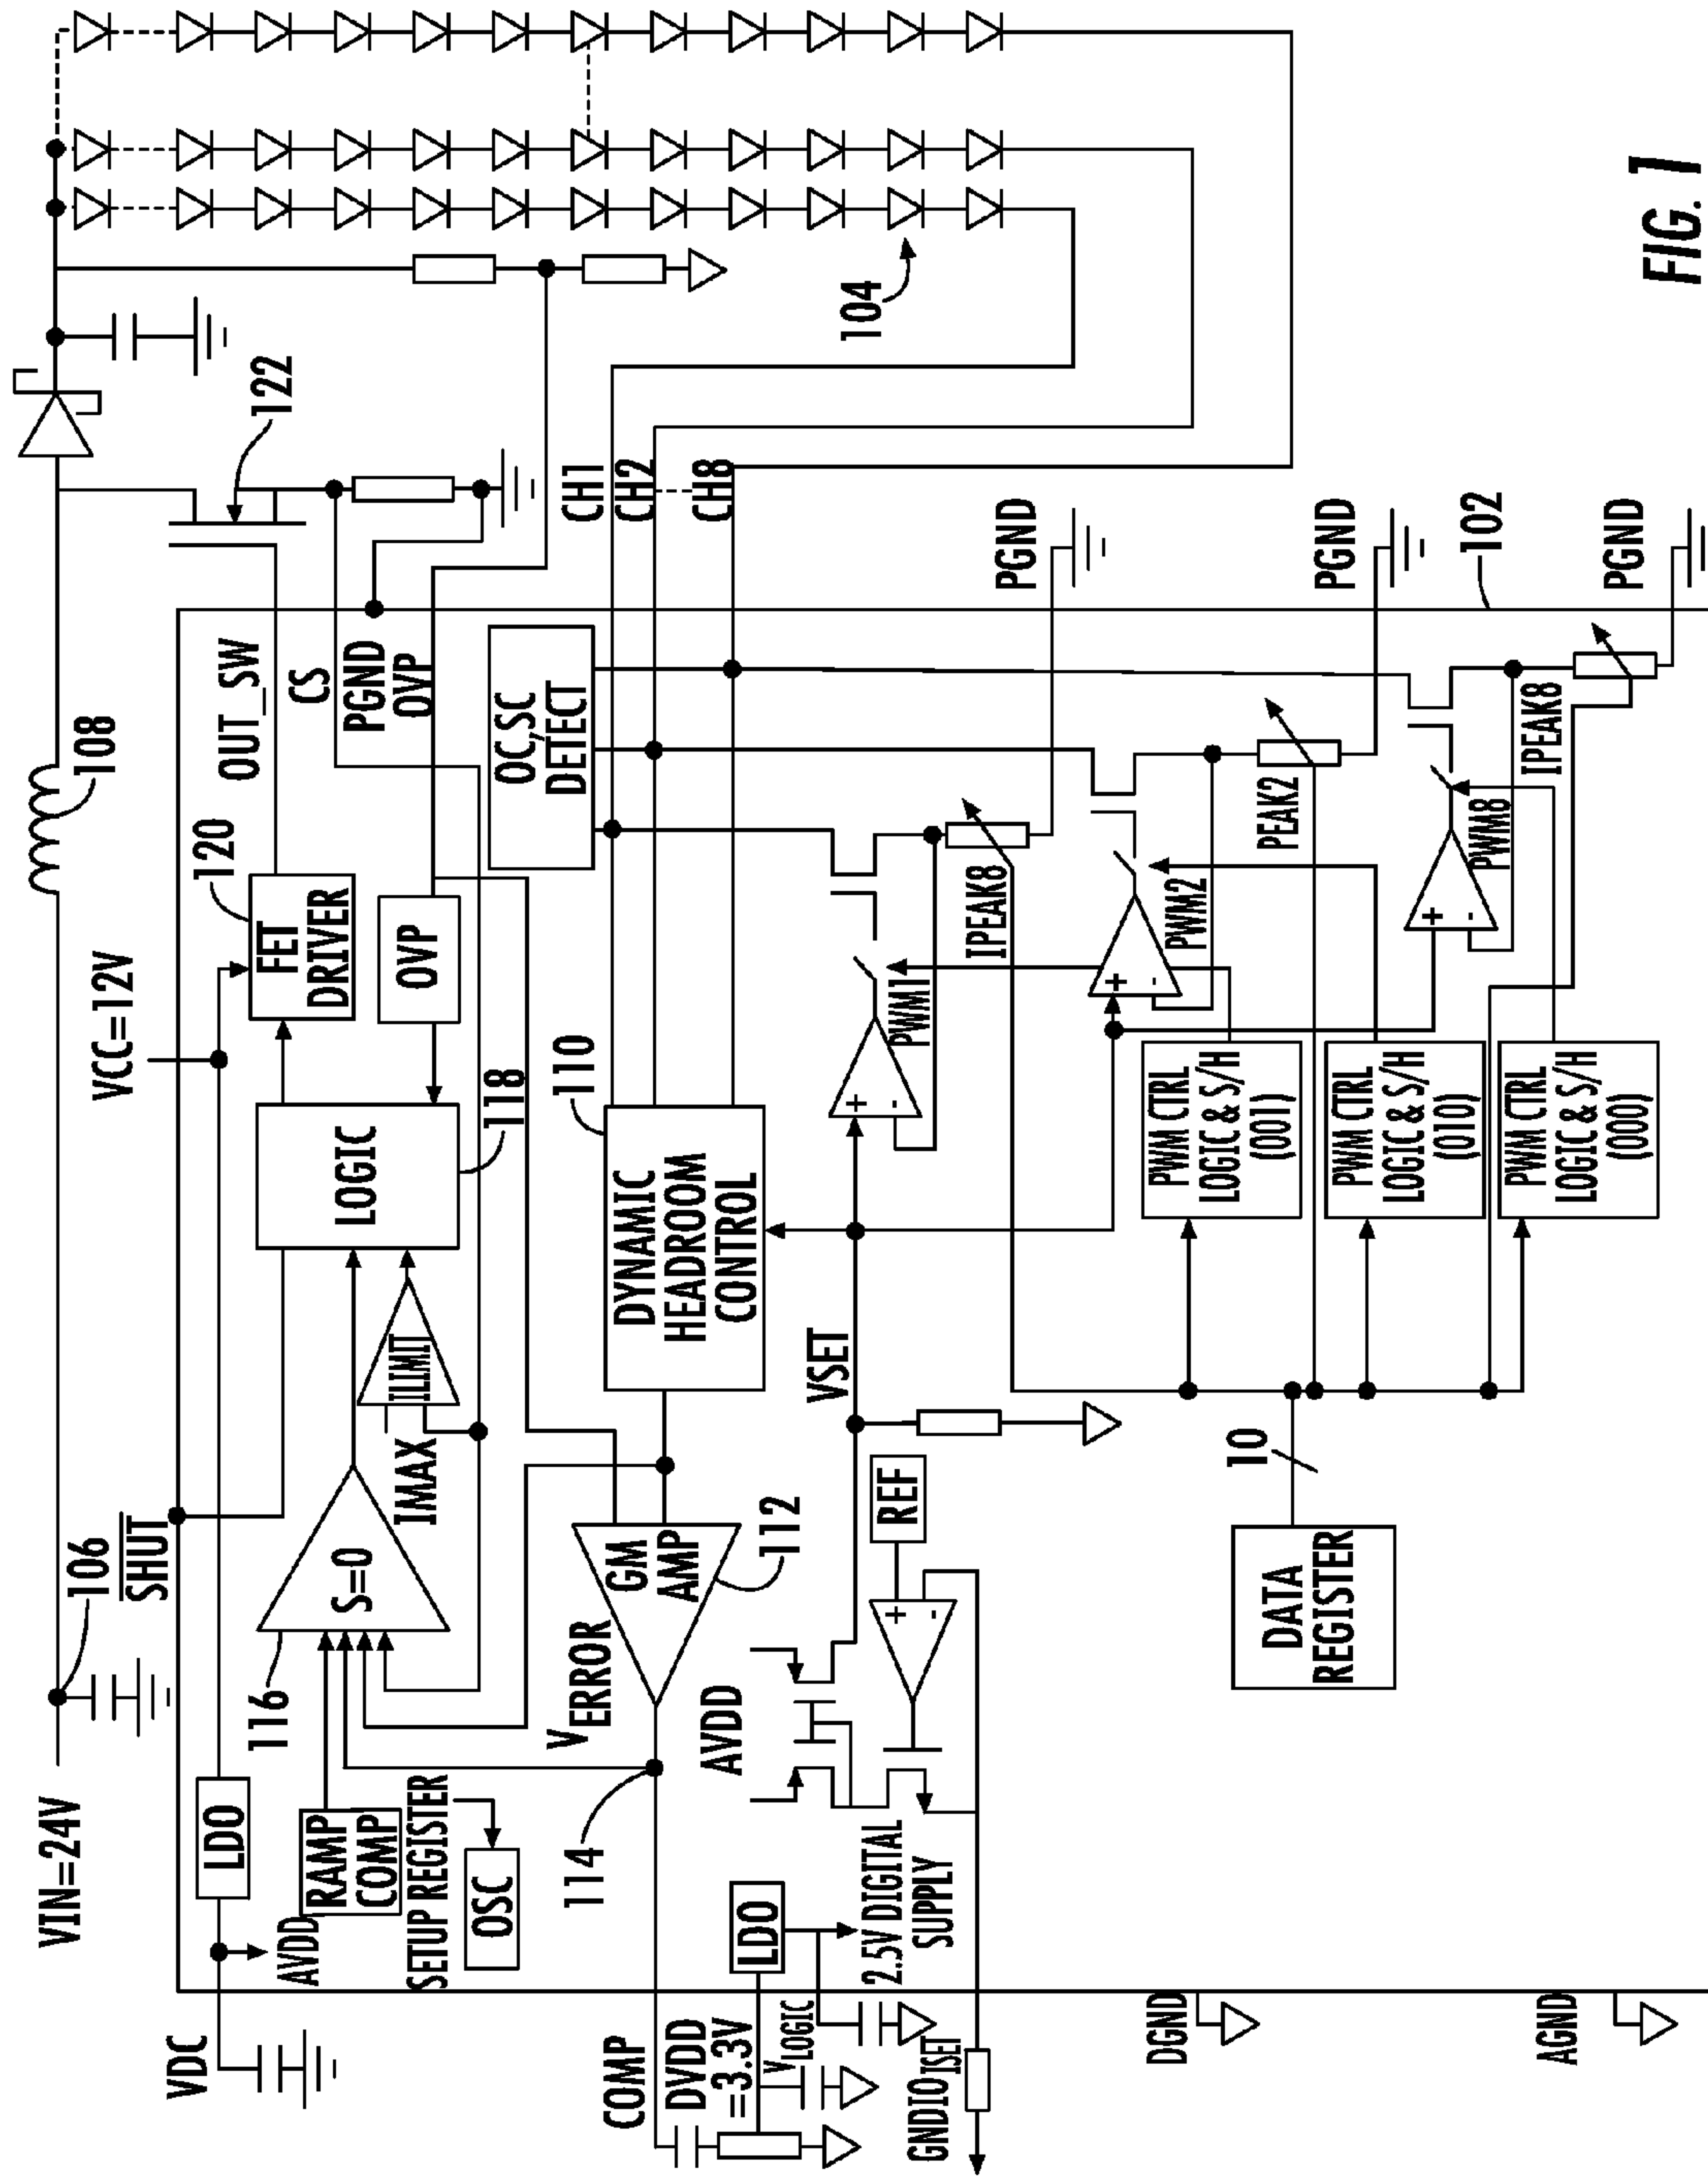 VIN=24V
106
108
SHUT
VCC=12V
VDC
LDO
AVDD
116
RAMP
COMP
SETUP REGISTER
OSC
S=0
IMAX
ILIMIT
LOGIC
118
120
FET
DRIVER
OVP
OUT_SW
CS
PGND
OVP
122
OC,SC
DETECT
CH1
CH2
CH8
104
COMP
114
VERROR
GM
AMP
112
110
DYNAMIC
HEADROOM
CONTROL
DVDD
=3.3V
VLOGIC
LDO
2.5V DIGITAL
SUPPLY
AVDD
REF
+
-
VSET
GNDIO
ISET
+
-
PWM1
IPEAK8
PGND
+
-
PWM2
PEAK2
PGND
+
-
PWM8
IPEAK8
PGND
102
DATA
REGISTER
10
PWM CTRL
LOGIC & S/H
(001)
PWM CTRL
LOGIC & S/H
(010)
PWM CTRL
LOGIC & S/H
(000)
DGND
AGND
FIG. 1